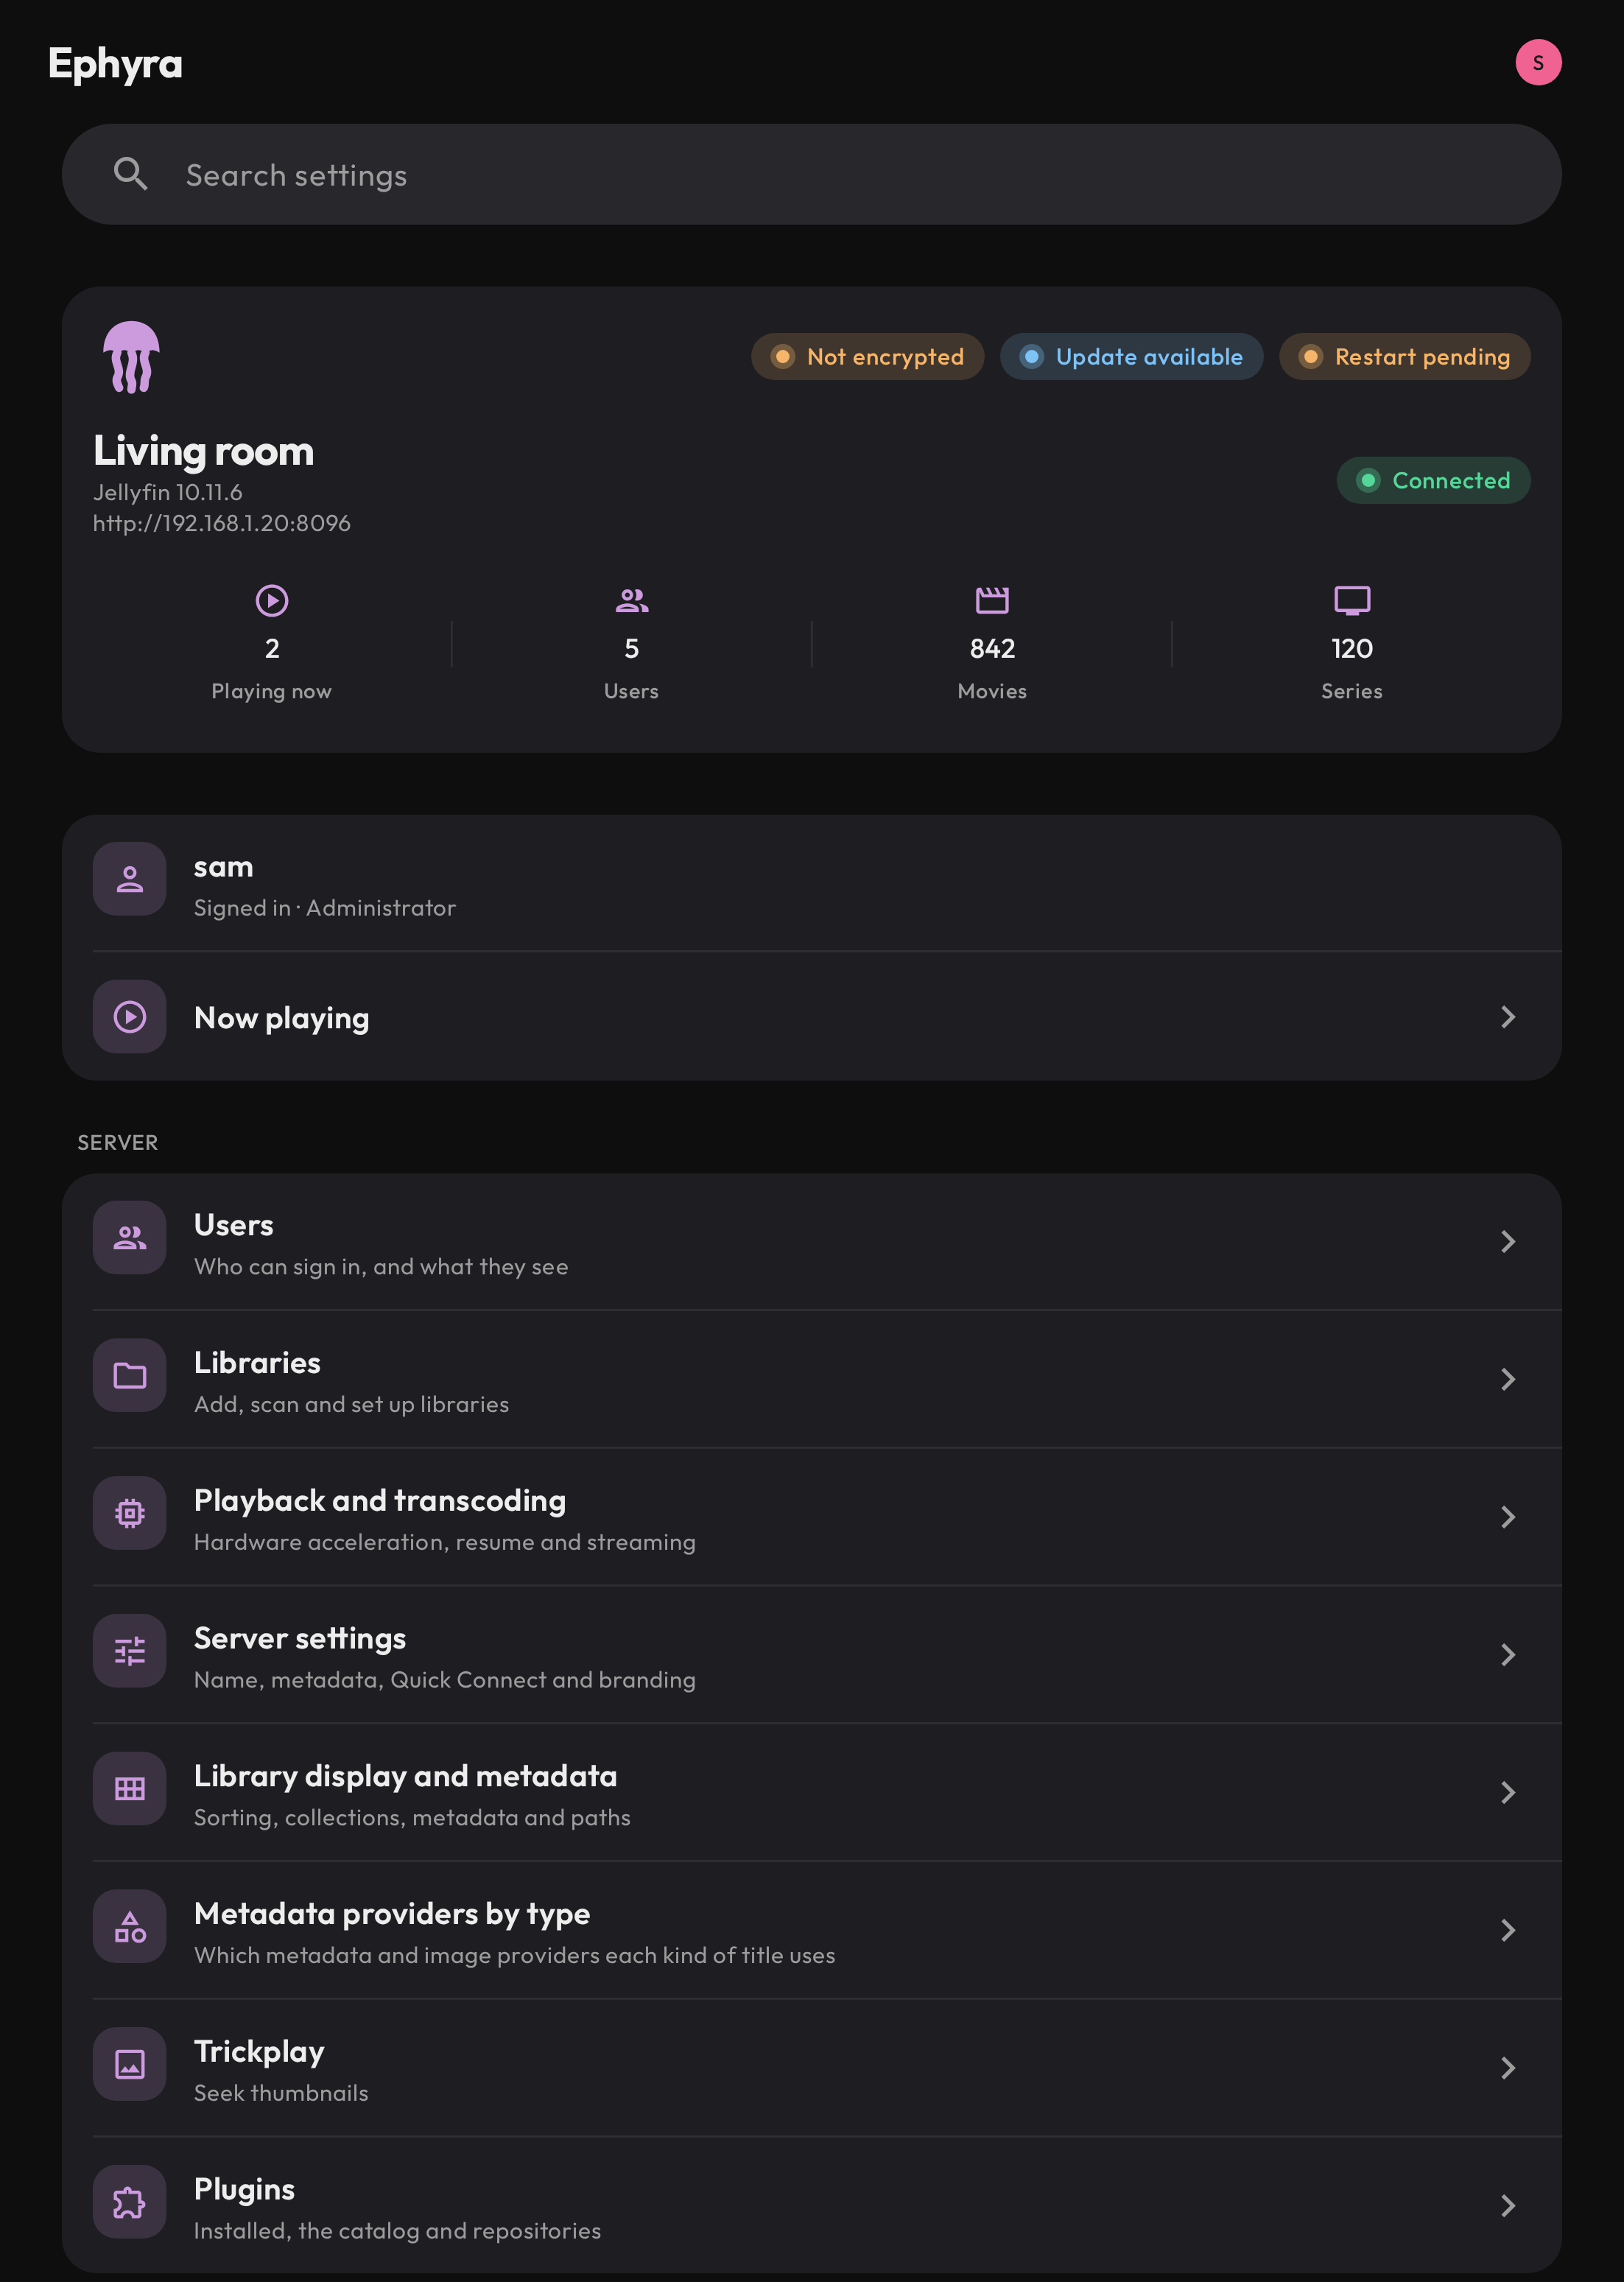 Ephyra
S
Search settings
Not encrypted
Update available
Restart pending
Living room
Jellyfin 10.11.6
http://192.168.1.20:8096
Connected
2
Playing now
5
Users
842
Movies
120
Series
sam
Signed in · Administrator
Now playing
SERVER
Users
Who can sign in, and what they see
Libraries
Add, scan and set up libraries
Playback and transcoding
Hardware acceleration, resume and streaming
Server settings
Name, metadata, Quick Connect and branding
Library display and metadata
Sorting, collections, metadata and paths
Metadata providers by type
Which metadata and image providers each kind of title uses
Trickplay
Seek thumbnails
Plugins
Installed, the catalog and repositories